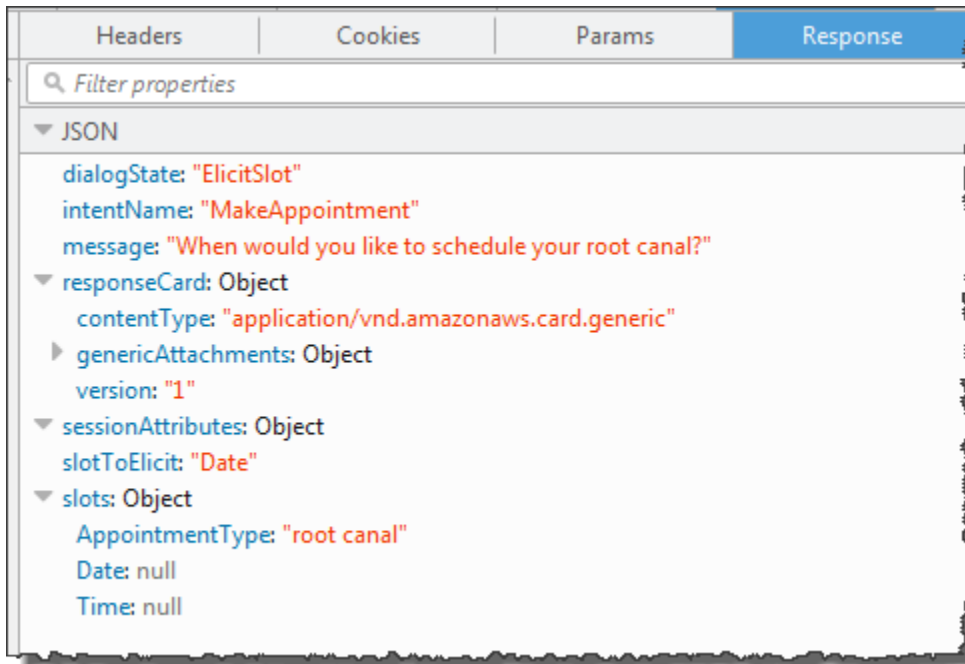 Headers Cookies Params Response
Filter properties
JSON
dialogState: "ElicitSlot"
intentName: "MakeAppointment"
message: "When would you like to schedule your root canal?"
responseCard: Object
contentType: "application/vnd.amazonaws.card.generic"
genericAttachments: Object
version: "1"
sessionAttributes: Object
slotToElicit: "Date"
slots: Object
AppointmentType: "root canal"
Date: null
Time: null